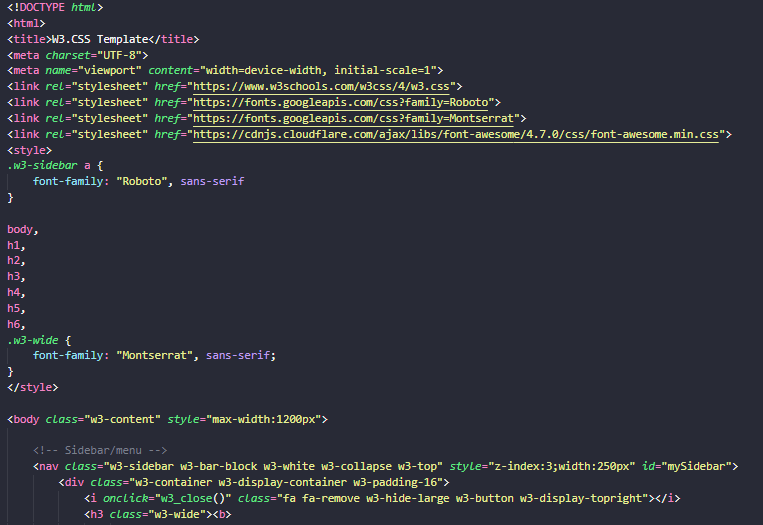 <!DOCTYPE html>
<html>
<title>W3.CSS Template</title>
<meta charset="UTF-8">
<meta name="viewport" content="width=device-width, initial-scale=1">
<link rel="stylesheet" href="https://www.w3schools.com/w3css/4/w3.css">
<link rel="stylesheet" href="https://fonts.googleapis.com/css?family=Roboto">
<link rel="stylesheet" href="https://fonts.googleapis.com/css?family=Montserrat">
<link rel="stylesheet" href="https://cdnjs.cloudflare.com/ajax/libs/font-awesome/4.7.0/css/font-awesome.min.css">
<style>
.w3-sidebar a {
    font-family: "Roboto", sans-serif
}

body,
h1,
h2,
h3,
h4,
h5,
h6,
.w3-wide {
    font-family: "Montserrat", sans-serif;
}
</style>

<body class="w3-content" style="max-width:1200px">

    <!-- Sidebar/menu -->
    <nav class="w3-sidebar w3-bar-block w3-white w3-collapse w3-top" style="z-index:3;width:250px" id="mySidebar">
        <div class="w3-container w3-display-container w3-padding-16">
            <i onclick="w3_close()" class="fa fa-remove w3-hide-large w3-button w3-display-topright"></i>
            <h3 class="w3-wide"><b>